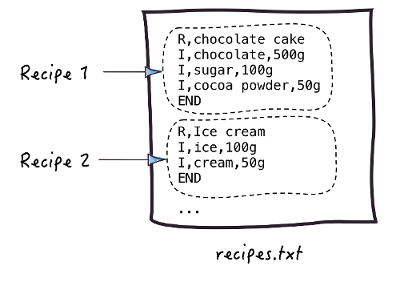 Recipe 1
R,chocolate cake
I,chocolate,500g
I,sugar,100g
I,cocoa powder,50g
END
Recipe 2
R,Ice cream
I,ice,100g
I,cream,50g
END
...
recipes.txt